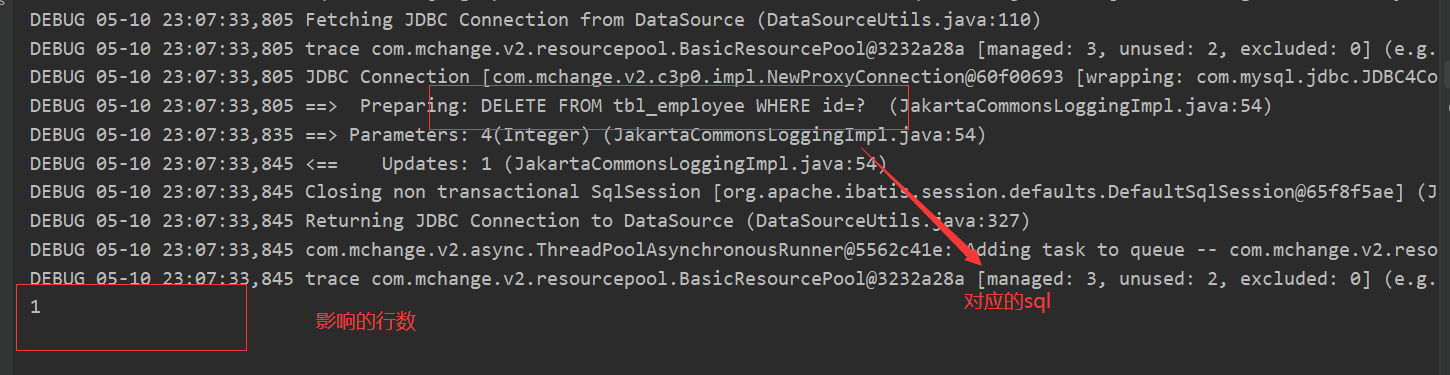 DEBUG 05-10 23:07:33,805 Fetching JDBC Connection from DataSource (DataSourceUtils.java:110)
DEBUG 05-10 23:07:33,805 trace com.mchange.v2.resourcepool.BasicResourcePool@3232a28a [managed: 3, unused: 2, excluded: 0] (e.g.
DEBUG 05-10 23:07:33,805 JDBC Connection [com.mchange.v2.c3p0.impl.NewProxyConnection@60f00693 [wrapping: com.mysql.jdbc.JDBC4Co
DEBUG 05-10 23:07:33,805 ==>  Preparing: DELETE FROM tbl_employee WHERE id=?  (JakartaCommonsLoggingImpl.java:54)
DEBUG 05-10 23:07:33,835 ==> Parameters: 4(Integer) (JakartaCommonsLoggingImpl.java:54)
DEBUG 05-10 23:07:33,845 <==    Updates: 1 (JakartaCommonsLoggingImpl.java:54)
DEBUG 05-10 23:07:33,845 Closing non transactional SqlSession [org.apache.ibatis.session.defaults.DefaultSqlSession@65f8f5ae] (J
DEBUG 05-10 23:07:33,845 Returning JDBC Connection to DataSource (DataSourceUtils.java:327)
DEBUG 05-10 23:07:33,845 com.mchange.v2.async.ThreadPoolAsynchronousRunner@5562c41e: Adding task to queue -- com.mchange.v2.reso
DEBUG 05-10 23:07:33,845 trace com.mchange.v2.resourcepool.BasicResourcePool@3232a28a [managed: 3, unused: 2, excluded: 0] (e.g.
对应的sql
1
影响的行数